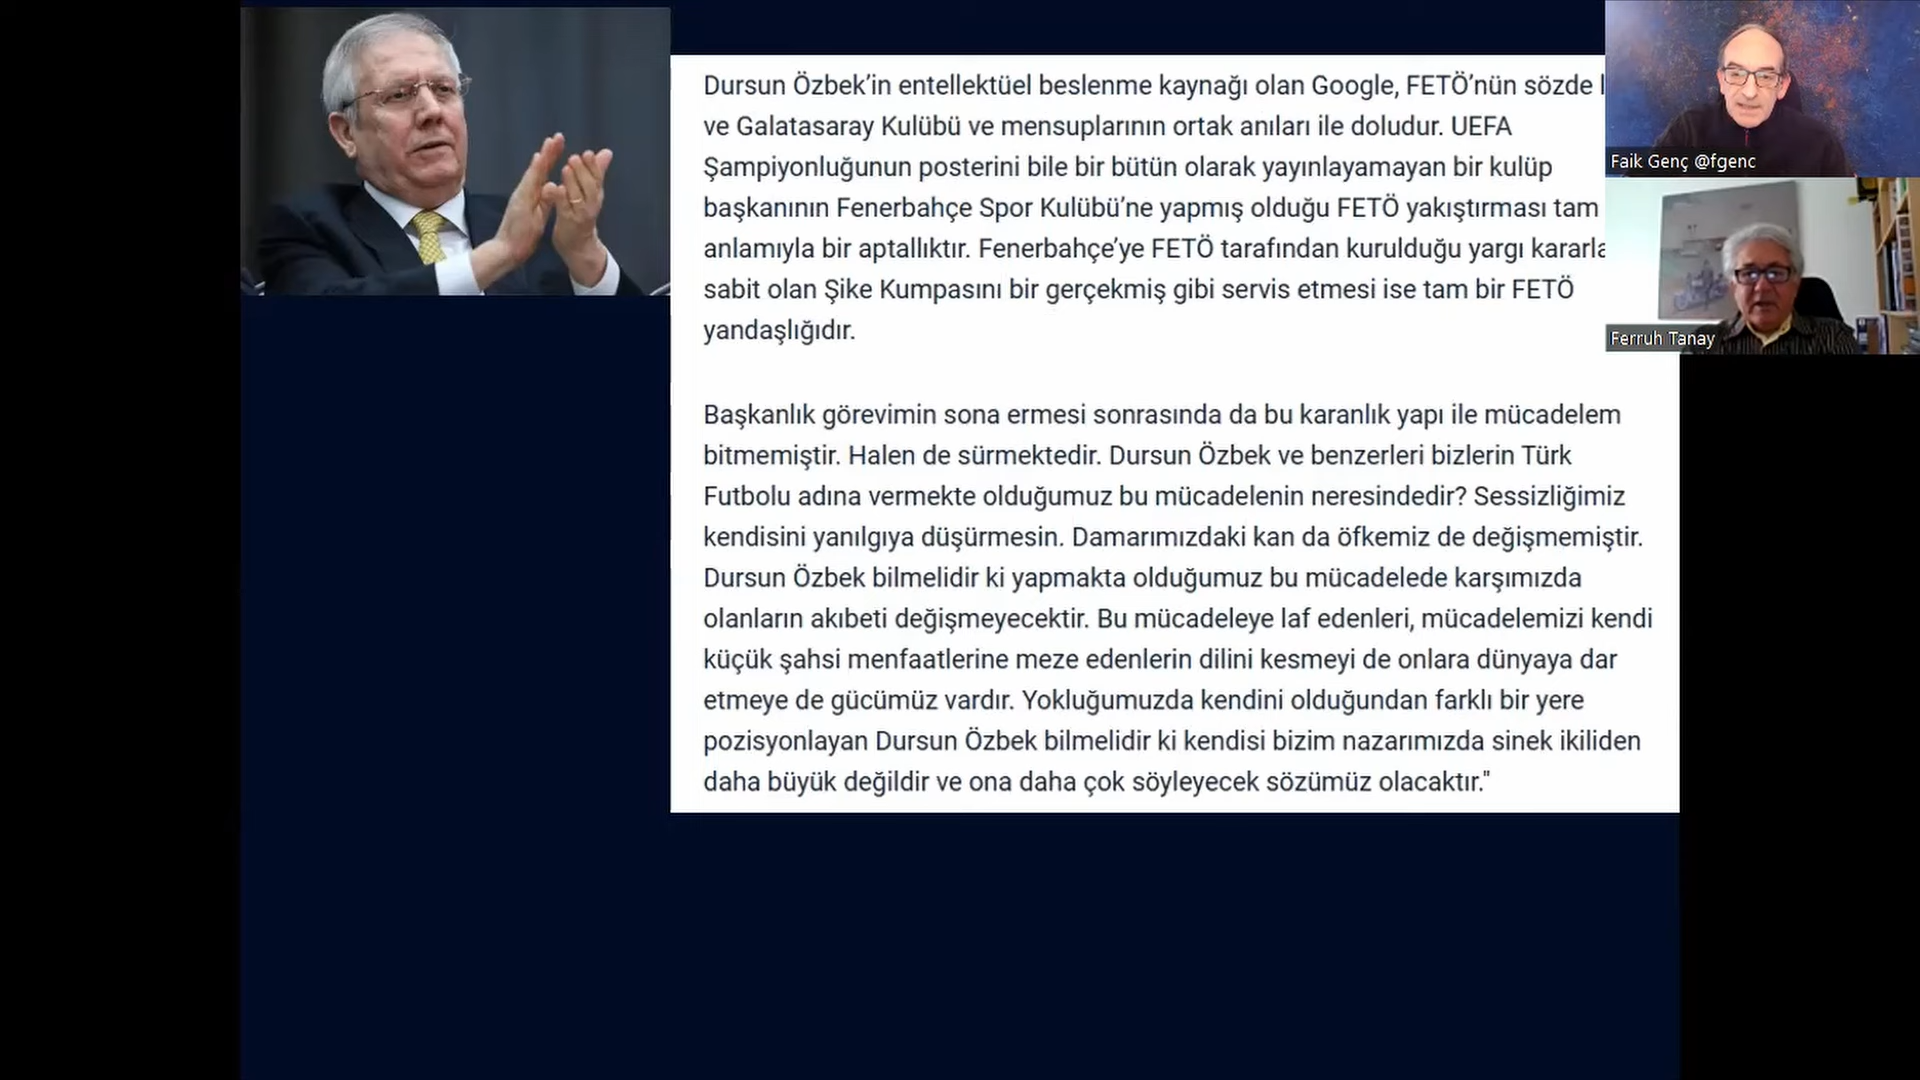 Dursun Özbek’in entellektüel beslenme kaynağı olan Google, FETÖ’nün sözde
ve Galatasaray Kulübü ve mensuplarının ortak anıları ile doludur. UEFA
Şampiyonluğunun posterini bile bir bütün olarak yayınlayamayan bir kulüp
başkanının Fenerbahçe Spor Kulübü’ne yapmış olduğu FETÖ yakıştırması tam
anlamıyla bir aptallıktır. Fenerbahçe’ye FETÖ tarafından kurulduğu yargı
sabit olan Şike Kumpasını bir gerçekmiş gibi servis etmesi ise tam bir FETÖ
yandaşlığıdır.
Başkanlık görevimin sona ermesi sonrasında da bu karanlık yapı ile mücadelem
bitmemiştir. Halen de sürmektedir. Dursun Özbek ve benzerleri bizlerin Türk
Futbolu adına vermekte olduğumuz bu mücadelenin neresindedir? Sessizliğimiz
kendisini yanılgıya düşürmesin. Damarımızdaki kan da öfkemiz de değişmemiştir.
Dursun Özbek bilmelidir ki yapmakta olduğumuz bu mücadelede karşımızda
olanların akıbeti değişmeyecektir. Bu mücadeleye laf edenleri, mücadelemizi kendi
küçük şahsi menfaatlerine meze edenlerin dilini kesmeyi de onlara dünyaya dar
etmeye de gücümüz vardır. Yokluğumuzda kendini olduğundan farklı bir yere
pozisyonlayan Dursun Özbek bilmelidir ki kendisi bizim nazarımızda sinek ikiliden
daha büyük değildir ve ona daha çok söyleyecek sözümüz olacaktır."
Faik Genç @fgenc
Ferruh Tanay